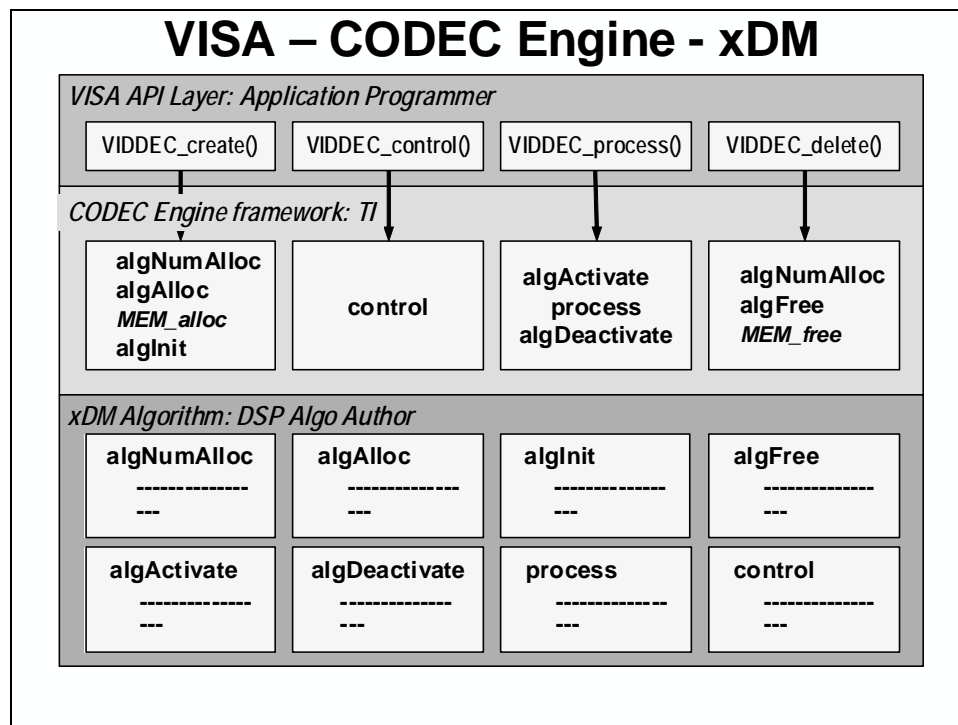 VISA – CODEC Engine - xDM
VISA API Layer: Application Programmer
VIDDEC_create()
VIDDEC_control()
VIDDEC_process()
VIDDEC_delete()
CODEC Engine framework: TI
algNumAlloc
algAlloc
MEM_alloc
algInit
control
algActivate
process
algDeactivate
algNumAlloc
algFree
MEM_free
xDM Algorithm: DSP Algo Author
algNumAlloc
--------------
---
algAlloc
--------------
---
algInit
--------------
---
algFree
--------------
---
algActivate
--------------
---
algDeactivate
--------------
---
process
--------------
---
control
--------------
---